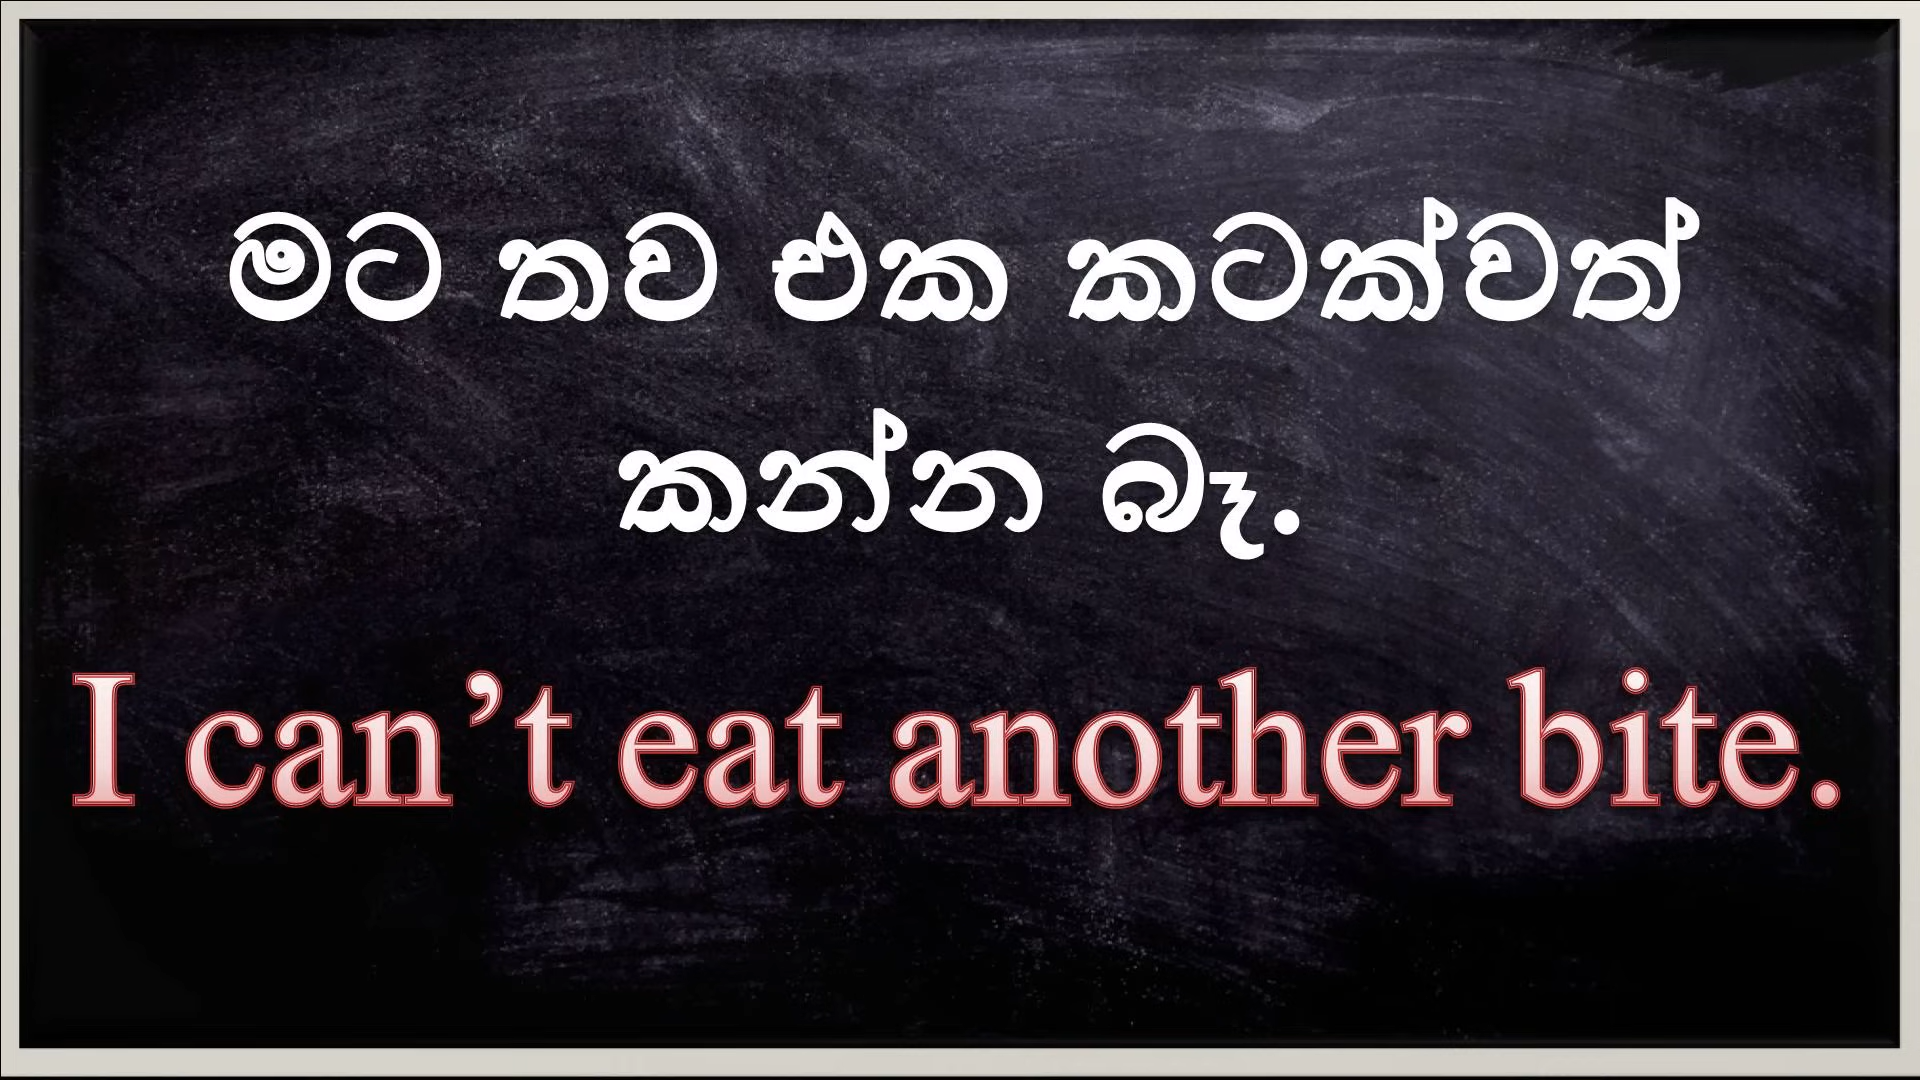 මට තව එක කටක්වත්
කන්න බෑ.
I can’t eat another bite.